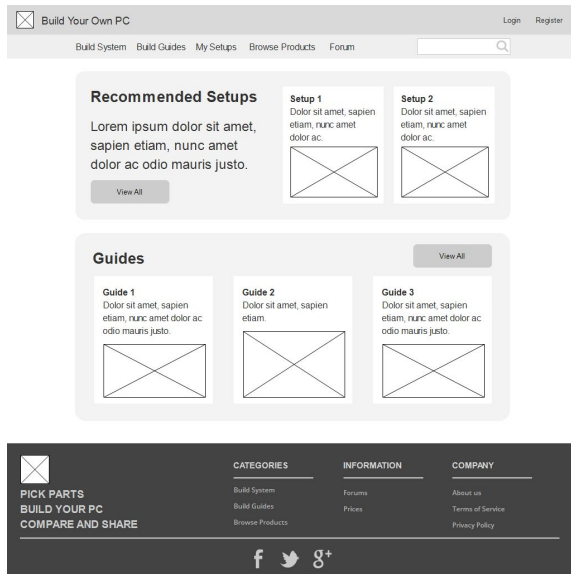 Build Your Own PC
Login
Register
Build System
Build Guides
My Setups
Browse Products
Forum
Recommended Setups
Lorem ipsum dolor sit amet,
sapien etiam, nunc amet
dolor ac odio mauris justo.
View All
Setup 1
Dolor sit amet, sapien
etiam, nunc amet
dolor ac.
Setup 2
Dolor sit amet, sapien
etiam, nunc amet
dolor ac.
Guides
View All
Guide 1
Dolor sit amet, sapien
etiam, nunc amet dolor ac
odio mauris justo.
Guide 2
Dolor sit amet, sapien
etiam.
Guide 3
Dolor sit amet, sapien
etiam, nunc amet dolor ac
odio mauris justo.
PICK PARTS
BUILD YOUR PC
COMPARE AND SHARE
CATEGORIES
Build System
Build Guides
Browse Products
INFORMATION
Forums
Prices
COMPANY
About us
Terms of Service
Privacy Policy
f
g+